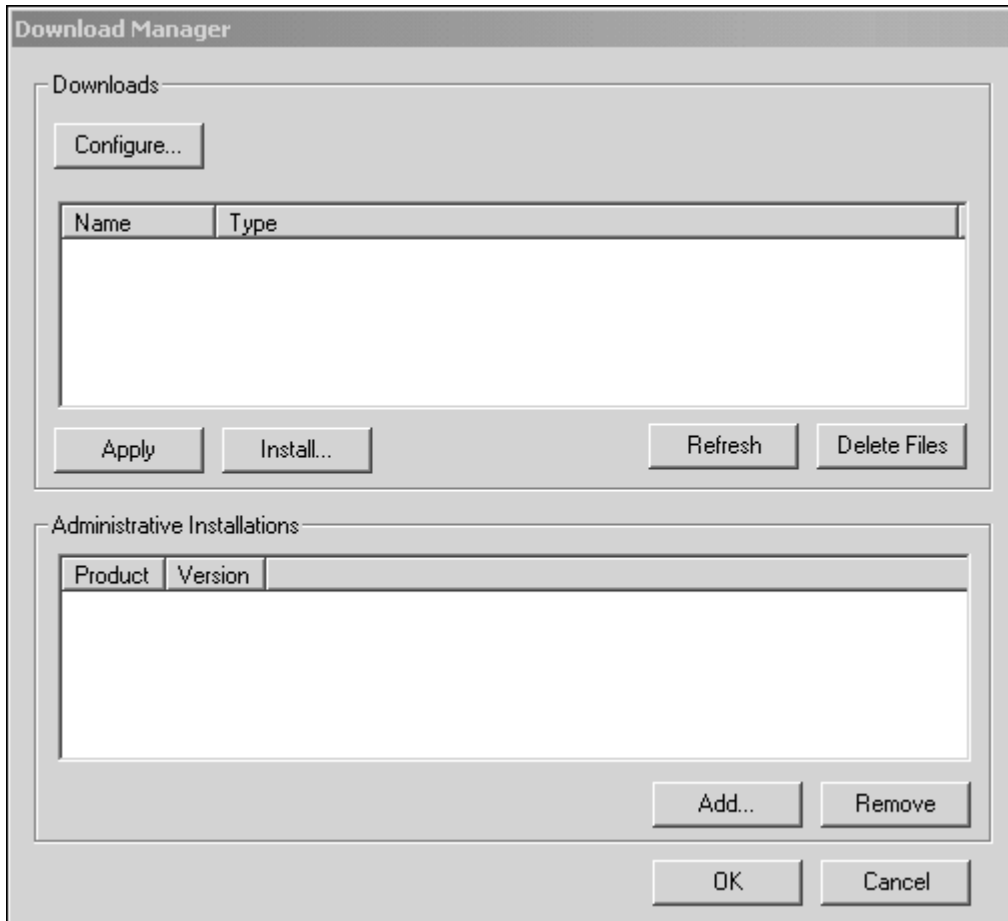 Download Manager
Downloads
Configure...
Name Type
Apply Install... Refresh Delete Files
Administrative Installations
Product Version
Add... Remove
OK Cancel